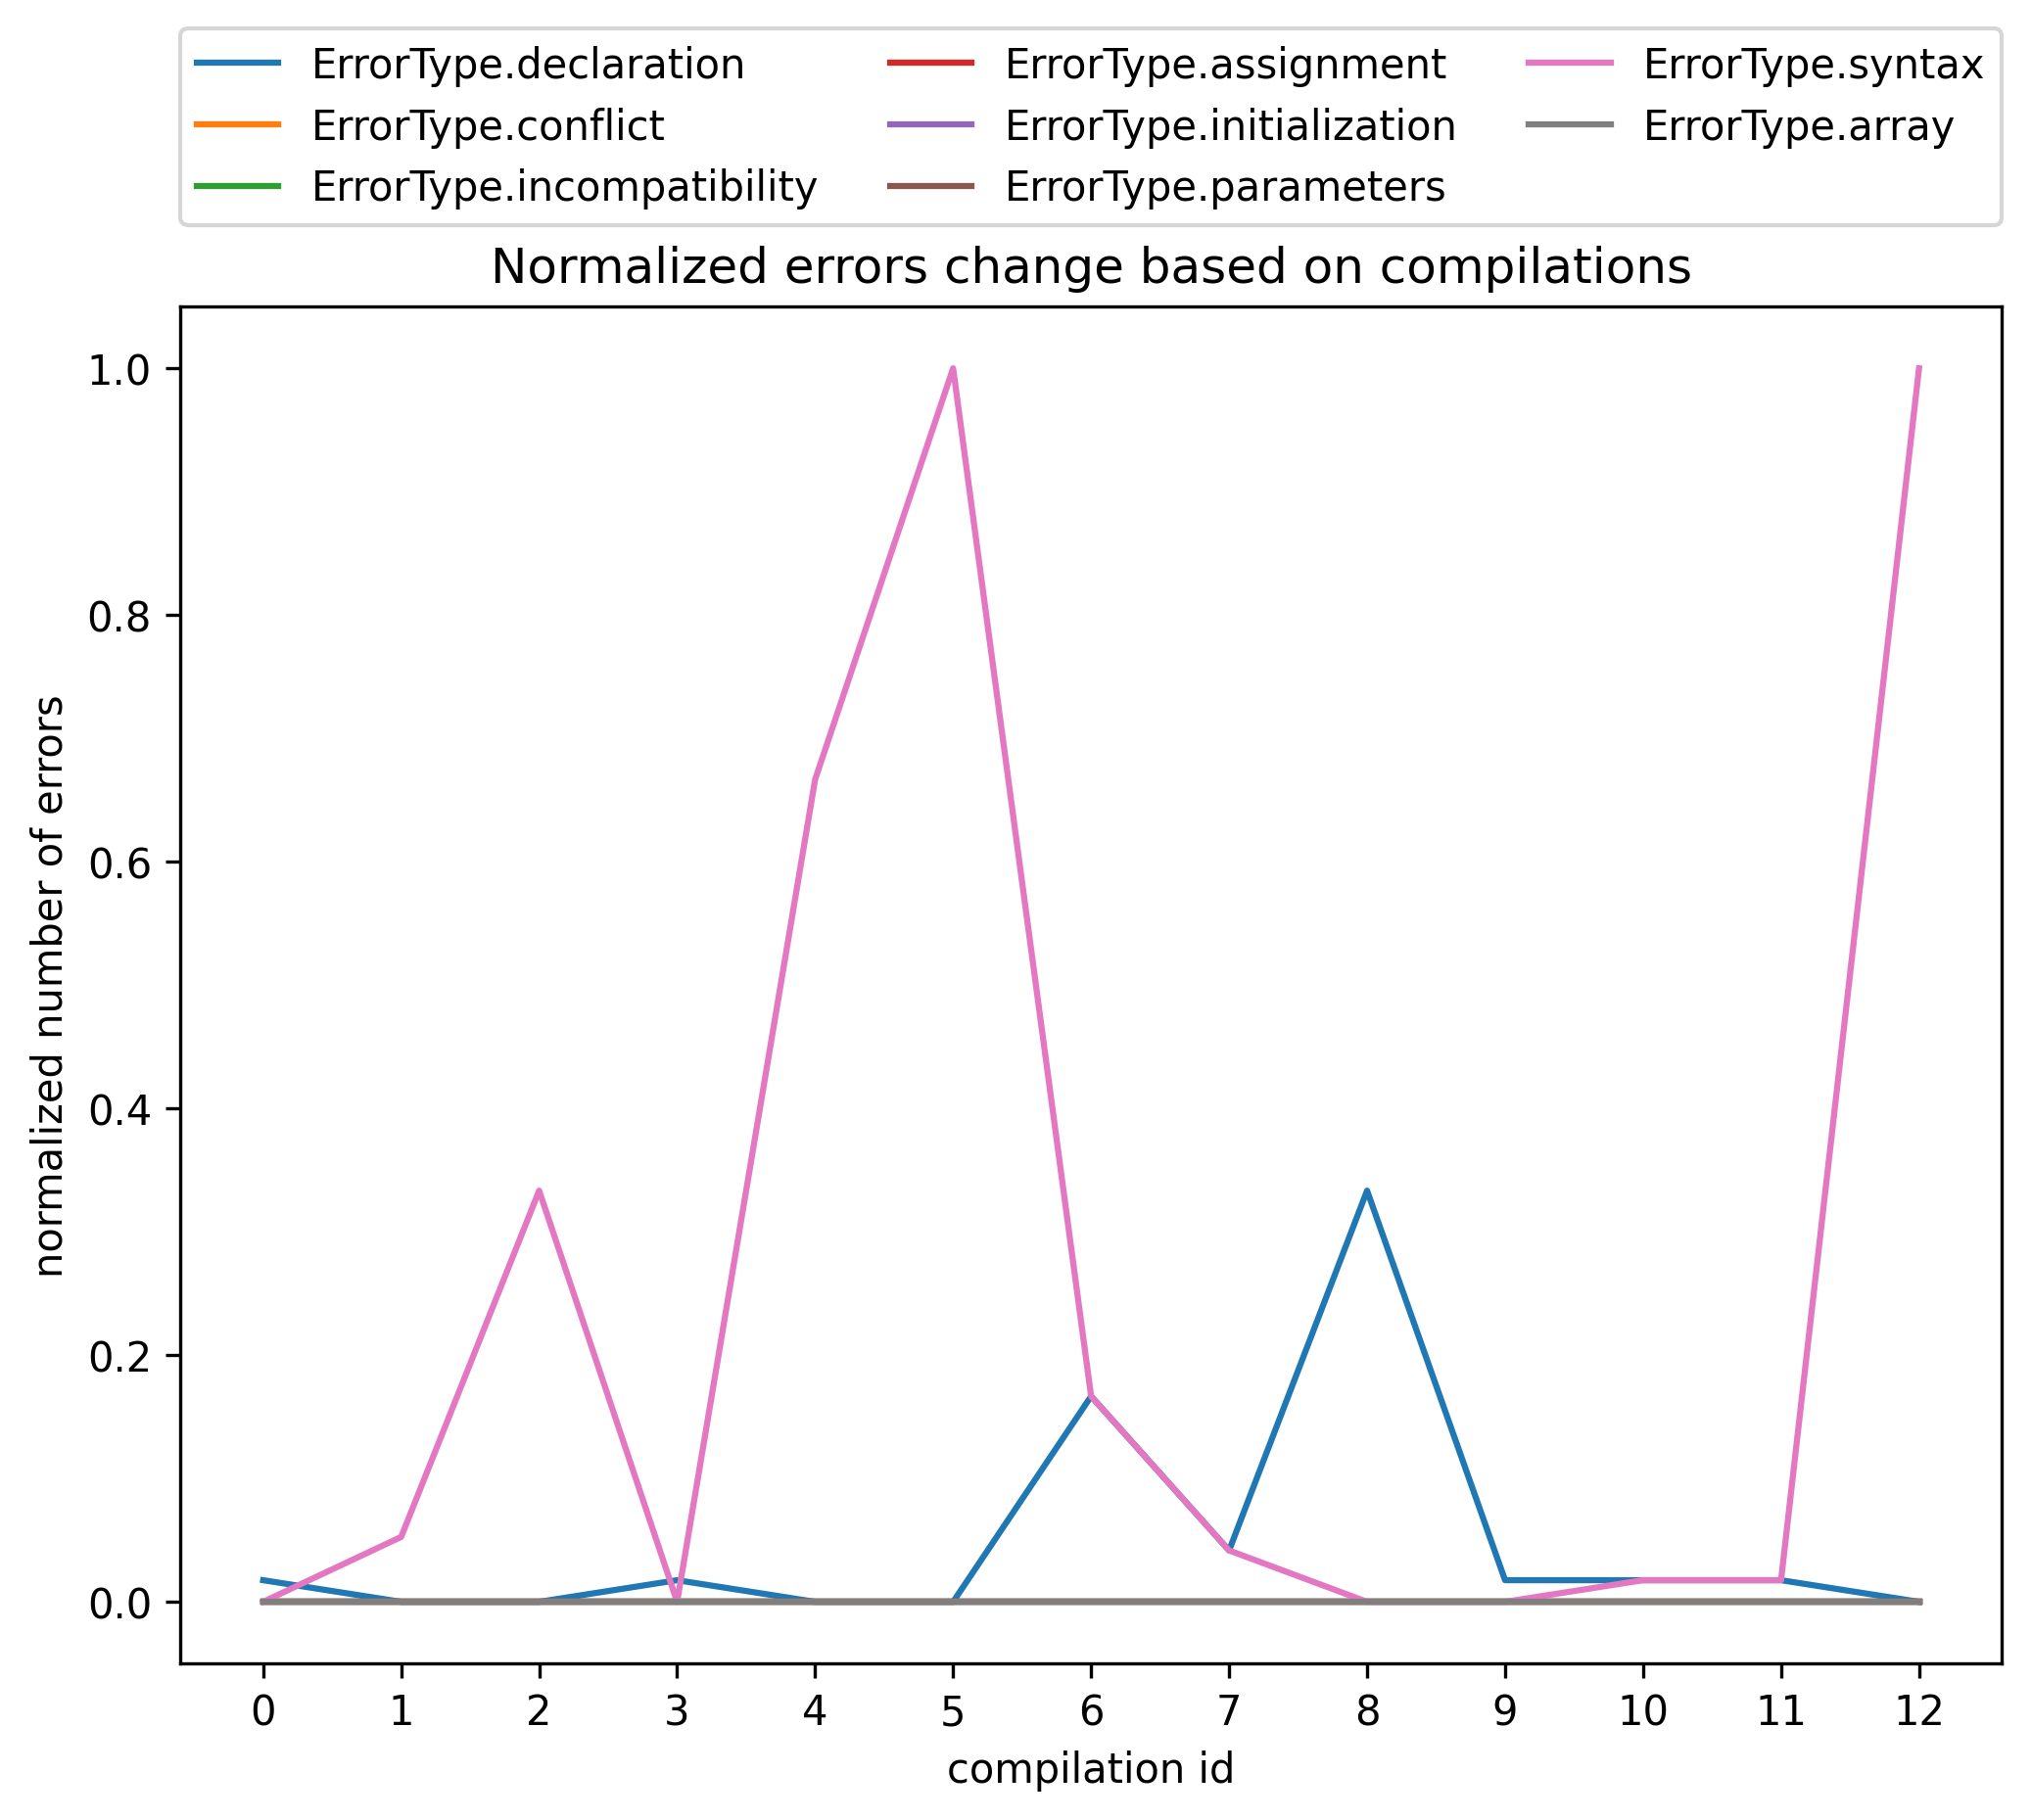 ErrorType.declaration ErrorType.assignment ErrorType.syntax
ErrorType.conflict ErrorType.initialization ErrorType.array
ErrorType.incompatibility ErrorType.parameters
Normalized errors change based on compilations
1.0
0.8
0.6
0.4
0.2
0.0
normalized number of errors
0 1 2 3 4 5 6 7 8 9 10 11 12
compilation id